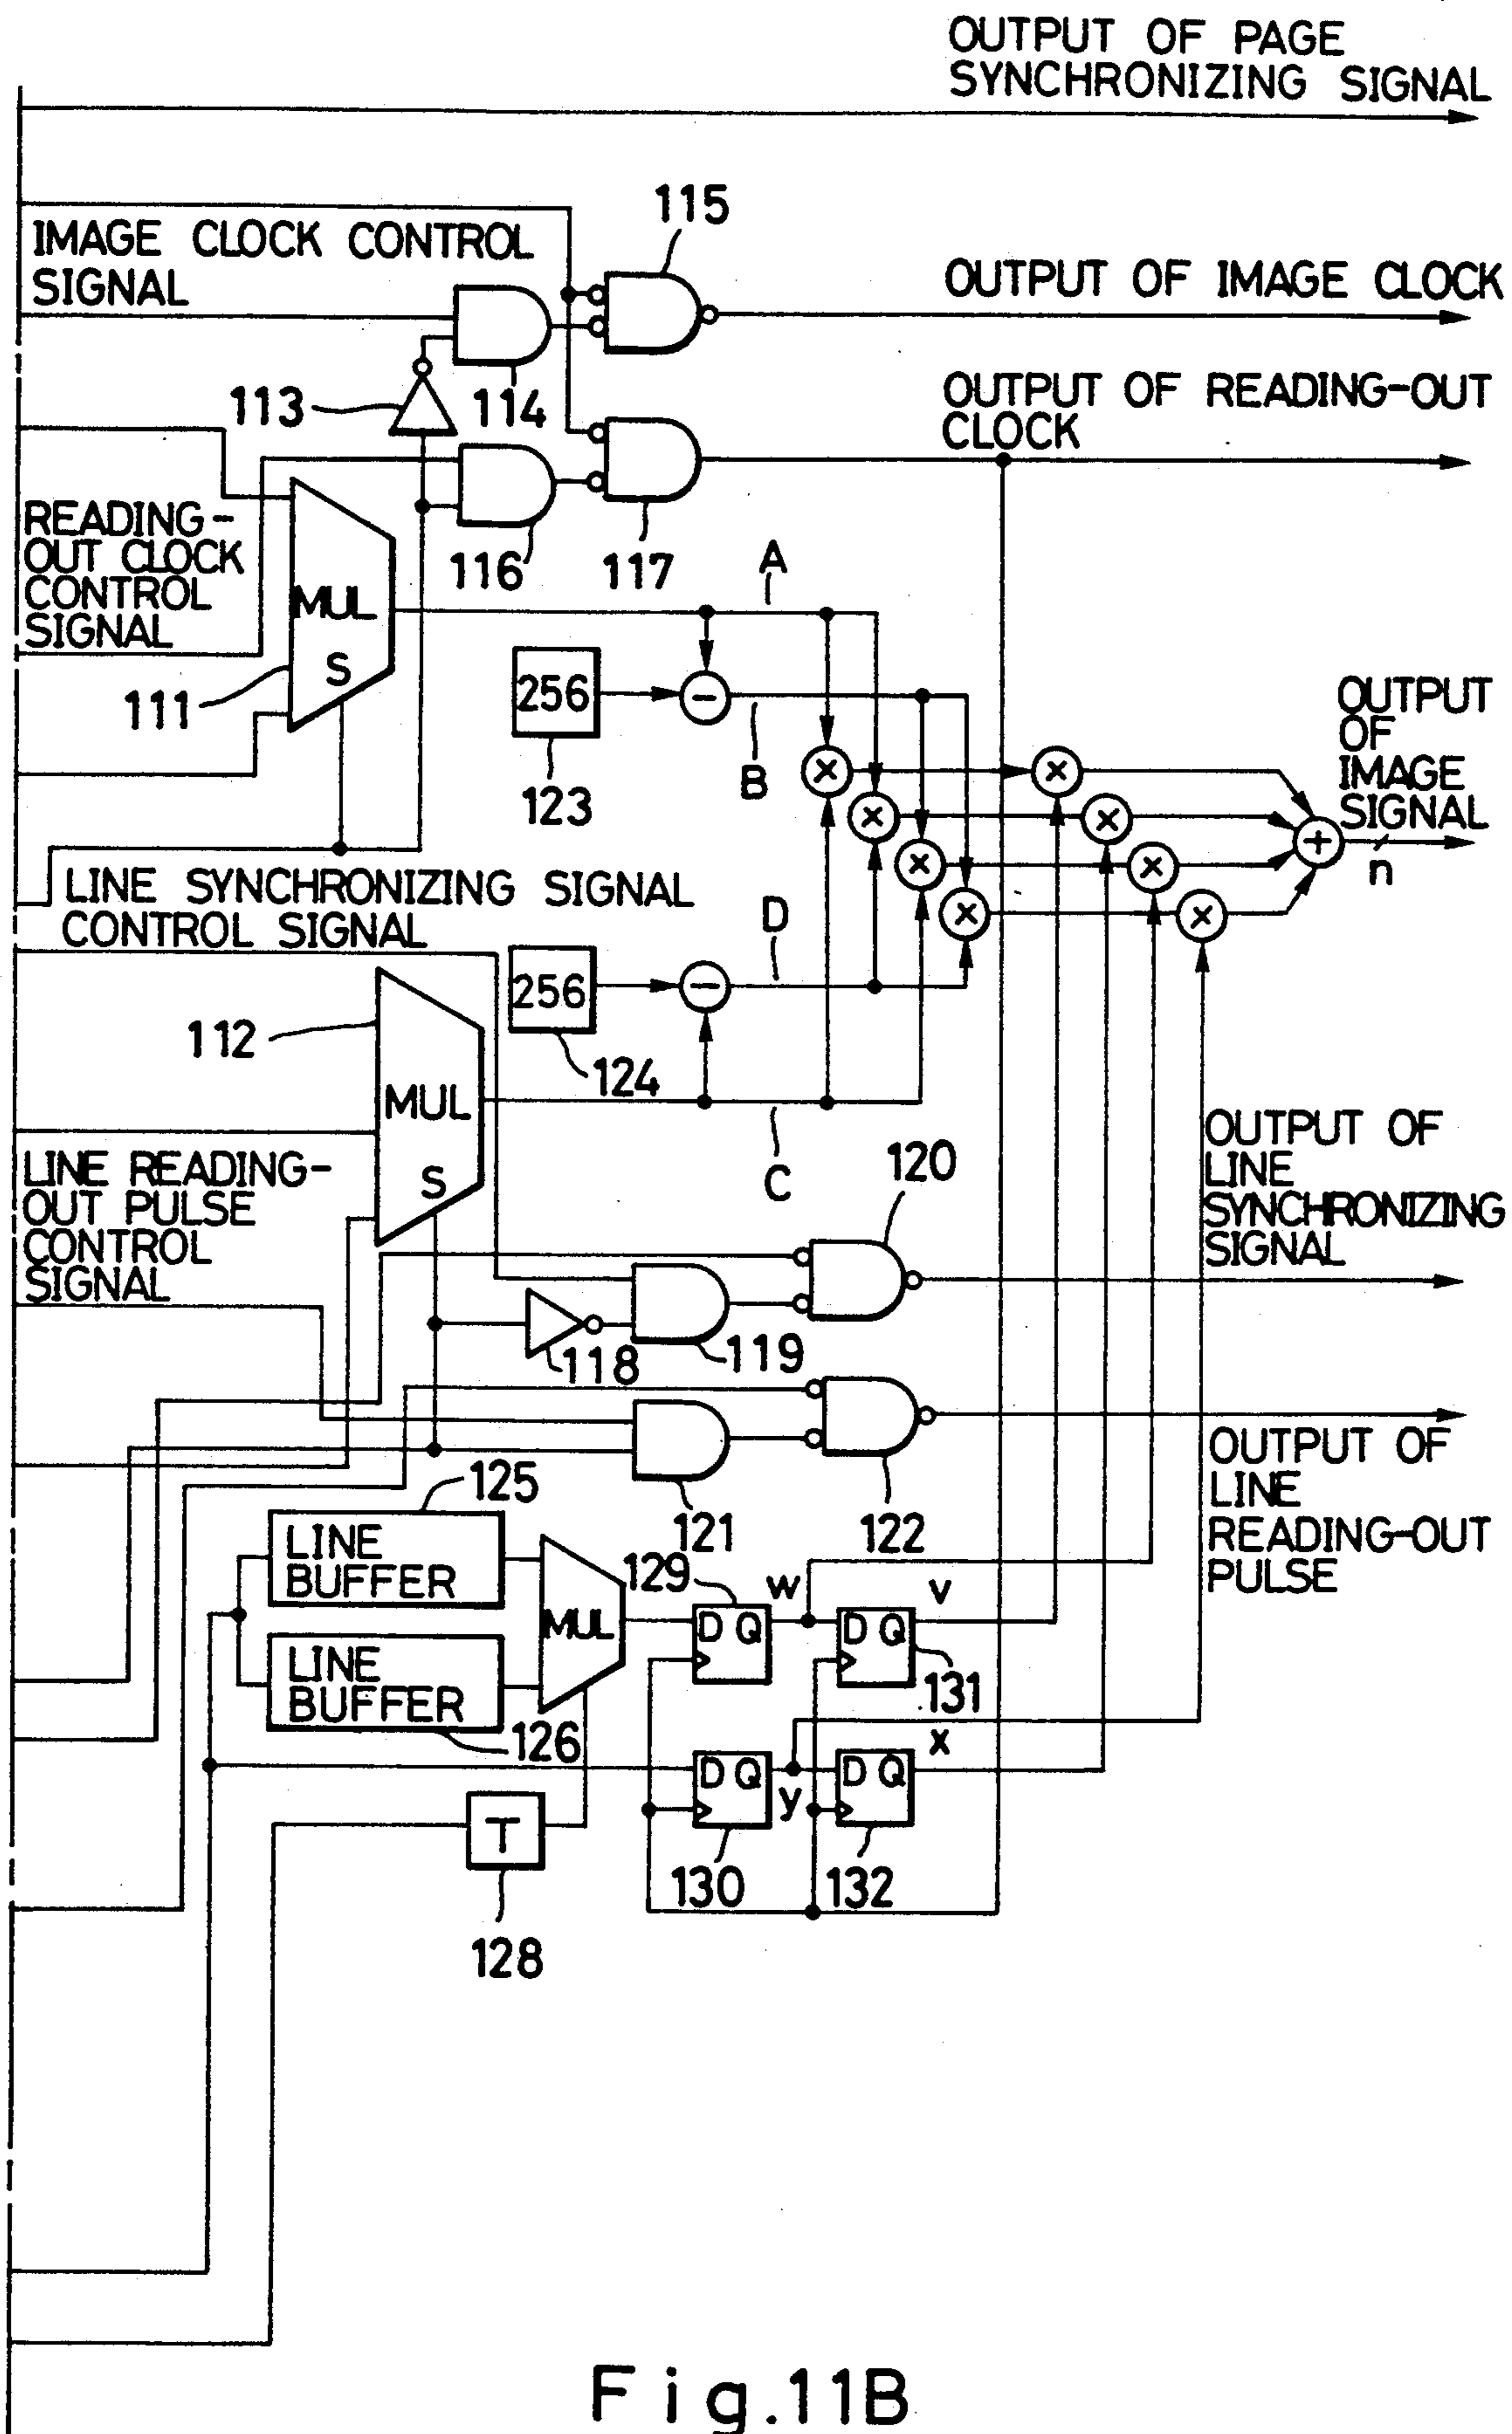 OUTPUT OF PAGE
SYNCHRONIZING SIGNAL
115
IMAGE CLOCK CONTROL
SIGNAL
OUTPUT OF IMAGE CLOCK
113
114
OUTPUT OF READING-OUT
CLOCK
READING-
OUT CLOCK
CONTROL
SIGNAL
116
117
A
MUL
S
111
256
123
−
B
×
×
×
×
×
×
×
×
+
OUTPUT
OF
IMAGE
SIGNAL
n
LINE SYNCHRONIZING SIGNAL
CONTROL SIGNAL
D
256
−
112
124
MUL
S
C
120
LINE READING-
OUT PULSE
CONTROL
SIGNAL
OUTPUT OF
LINE
SYNCHRONIZING
SIGNAL
118
119
121
122
OUTPUT OF
LINE
READING-OUT
PULSE
125
LINE
BUFFER
LINE
BUFFER
126
MUL
129
D Q
w
D Q
v
131
D Q
y
D Q
x
130
132
T
128
Fig.11B